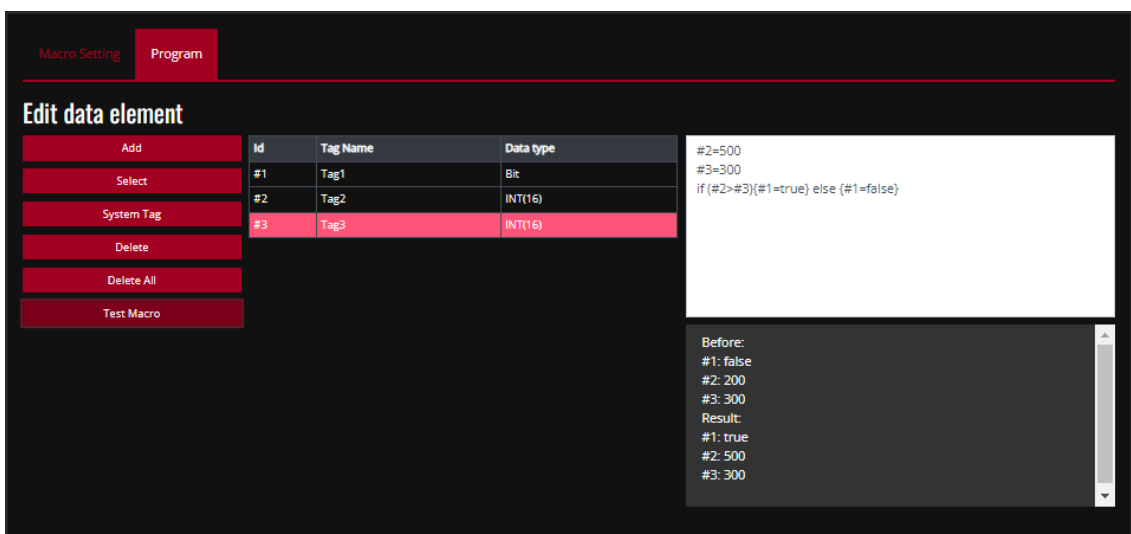 Macro Setting Program
Edit data element
Add
Select
System Tag
Delete
Delete All
Test Macro
Id Tag Name Data type
#1 Tag1 Bit
#2 Tag2 INT(16)
#3 Tag3 INT(16)
#2=500
#3=300
if (#2>#3){#1=true} else {#1=false}
Before:
#1: false
#2: 200
#3: 300
Result:
#1: true
#2: 500
#3: 300